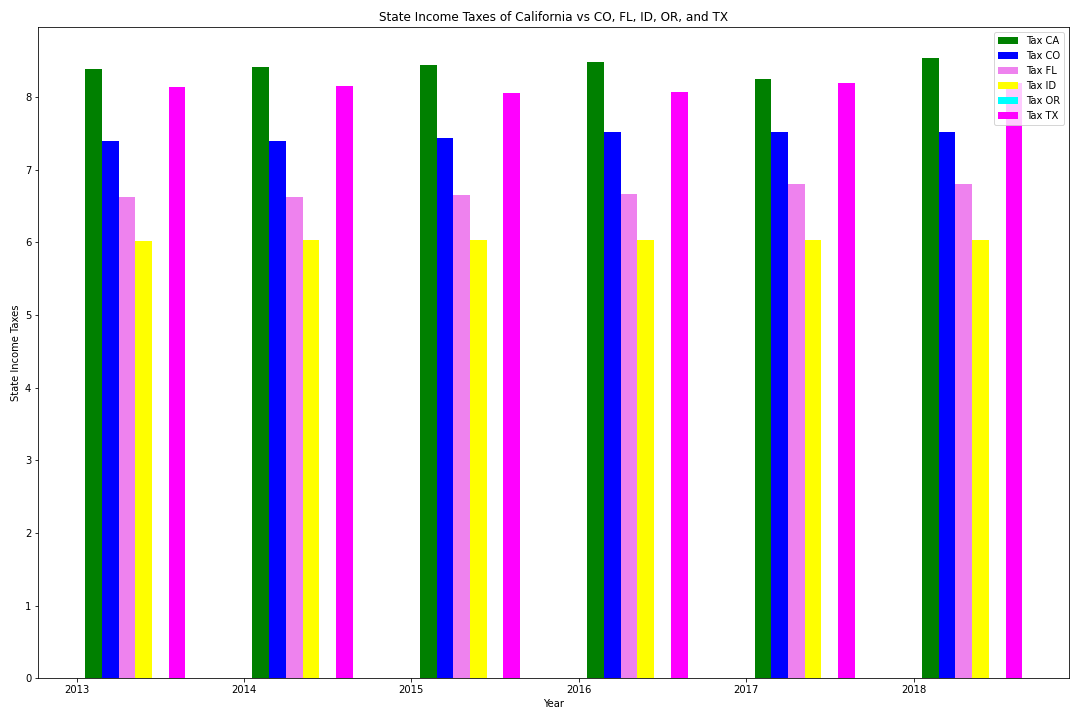 State Income Taxes of California vs CO, FL, ID, OR, and TX
Tax CA
Tax CO
Tax FL
Tax ID
Tax OR
Tax TX
State Income Taxes
8
7
6
5
4
3
2
1
0
2013 2014 2015 2016 2017 2018
Year